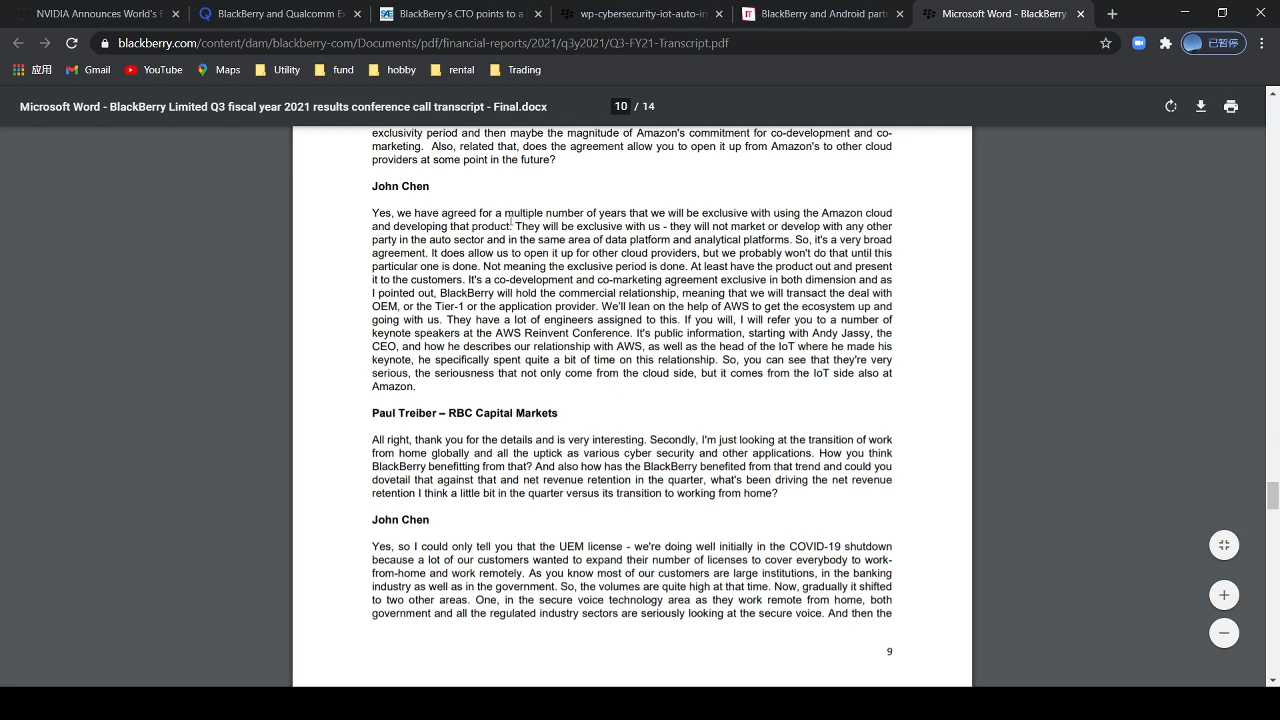 NVIDIA Announces World's F
BlackBerry and Qualcomm E
BlackBerry's CTO points to a
wp-cybersecurity-iot-auto-in
BlackBerry and Android part
Microsoft Word - BlackBerry
blackberry.com/content/dam/blackberry-com/Documents/pdf/financial-reports/2021/q3y2021/Q3-FY21-Transcript.pdf
已暂停
应用
Gmail
YouTube
Maps
Utility
fund
hobby
rental
Trading
Microsoft Word - BlackBerry Limited Q3 fiscal year 2021 results conference call transcript - Final.docx
10 / 14
exclusivity period and then maybe the magnitude of Amazon's commitment for co-development and co-
marketing. Also, related that, does the agreement allow you to open it up from Amazon's to other cloud
providers at some point in the future?
John Chen
Yes, we have agreed for a multiple number of years that we will be exclusive with using the Amazon cloud
and developing that product. They will be exclusive with us - they will not market or develop with any other
party in the auto sector and in the same area of data platform and analytical platforms. So, it's a very broad
agreement. It does allow us to open it up for other cloud providers, but we probably won't do that until this
particular one is done. Not meaning the exclusive period is done. At least have the product out and present
it to the customers. It's a co-development and co-marketing agreement exclusive in both dimension and as
I pointed out, BlackBerry will hold the commercial relationship, meaning that we will transact the deal with
OEM, or the Tier-1 or the application provider. We'll lean on the help of AWS to get the ecosystem up and
going with us. They have a lot of engineers assigned to this. If you will, I will refer you to a number of
keynote speakers at the AWS Reinvent Conference. It's public information, starting with Andy Jassy, the
CEO, and how he describes our relationship with AWS, as well as the head of the IoT where he made his
keynote, he specifically spent quite a bit of time on this relationship. So, you can see that they're very
serious, the seriousness that not only come from the cloud side, but it comes from the IoT side also at
Amazon.
Paul Treiber – RBC Capital Markets
All right, thank you for the details and is very interesting. Secondly, I'm just looking at the transition of work
from home globally and all the uptick as various cyber security and other applications. How you think
BlackBerry benefitting from that? And also how has the BlackBerry benefited from that trend and could you
dovetail that against that and net revenue retention in the quarter, what's been driving the net revenue
retention I think a little bit in the quarter versus its transition to working from home?
John Chen
Yes, so I could only tell you that the UEM license - we're doing well initially in the COVID-19 shutdown
because a lot of our customers wanted to expand their number of licenses to cover everybody to work-
from-home and work remotely. As you know most of our customers are large institutions, in the banking
industry as well as in the government. So, the volumes are quite high at that time. Now, gradually it shifted
to two other areas. One, in the secure voice technology area as they work remote from home, both
government and all the regulated industry sectors are seriously looking at the secure voice. And then the
9